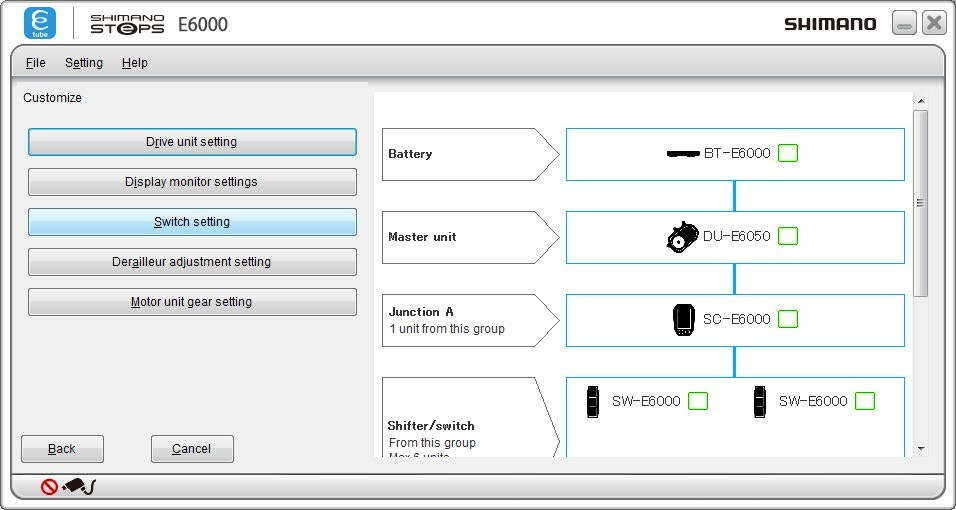 e tube SHIMANO STEPS E6000 SHIMANO
File Setting Help
Customize
Drive unit setting
Display monitor settings
Switch setting
Derailleur adjustment setting
Motor unit gear setting
Back Cancel
Battery
BT-E6000
Master unit
DU-E6050
Junction A
1 unit from this group
SC-E6000
Shifter/switch
From this group
Max 6 units
SW-E6000 SW-E6000